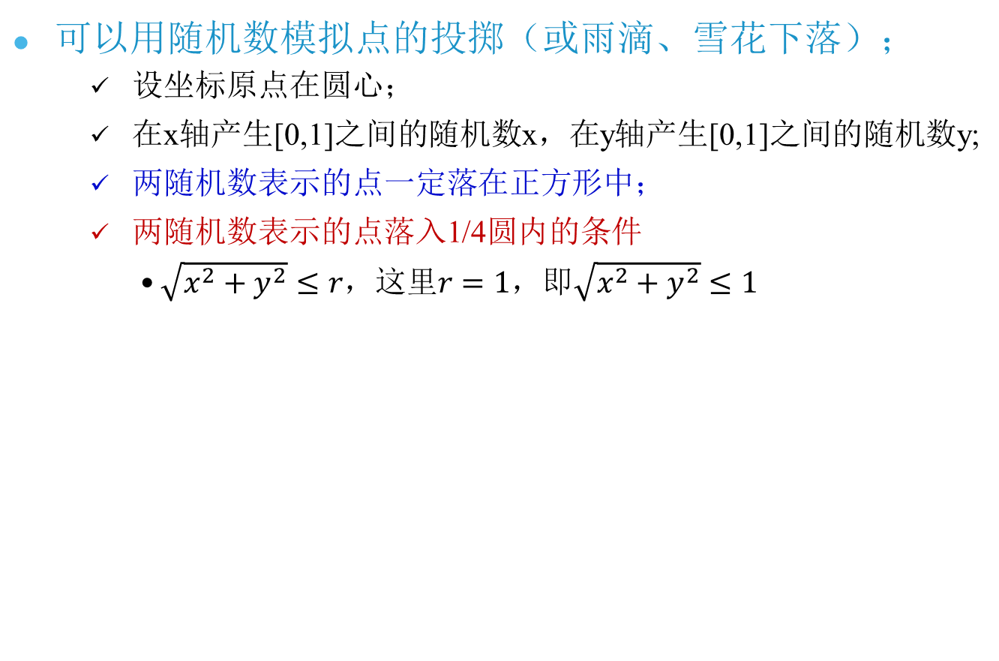 • 可以用随机数模拟点的投掷（或雨滴、雪花下落）；
✓ 设坐标原点在圆心；
✓ 在x轴产生[0,1]之间的随机数x，在y轴产生[0,1]之间的随机数y;
✓ 两随机数表示的点一定落在正方形中；
✓ 两随机数表示的点落入1/4圆内的条件
• √(x² + y²) ≤ r，这里r = 1，即√(x² + y²) ≤ 1